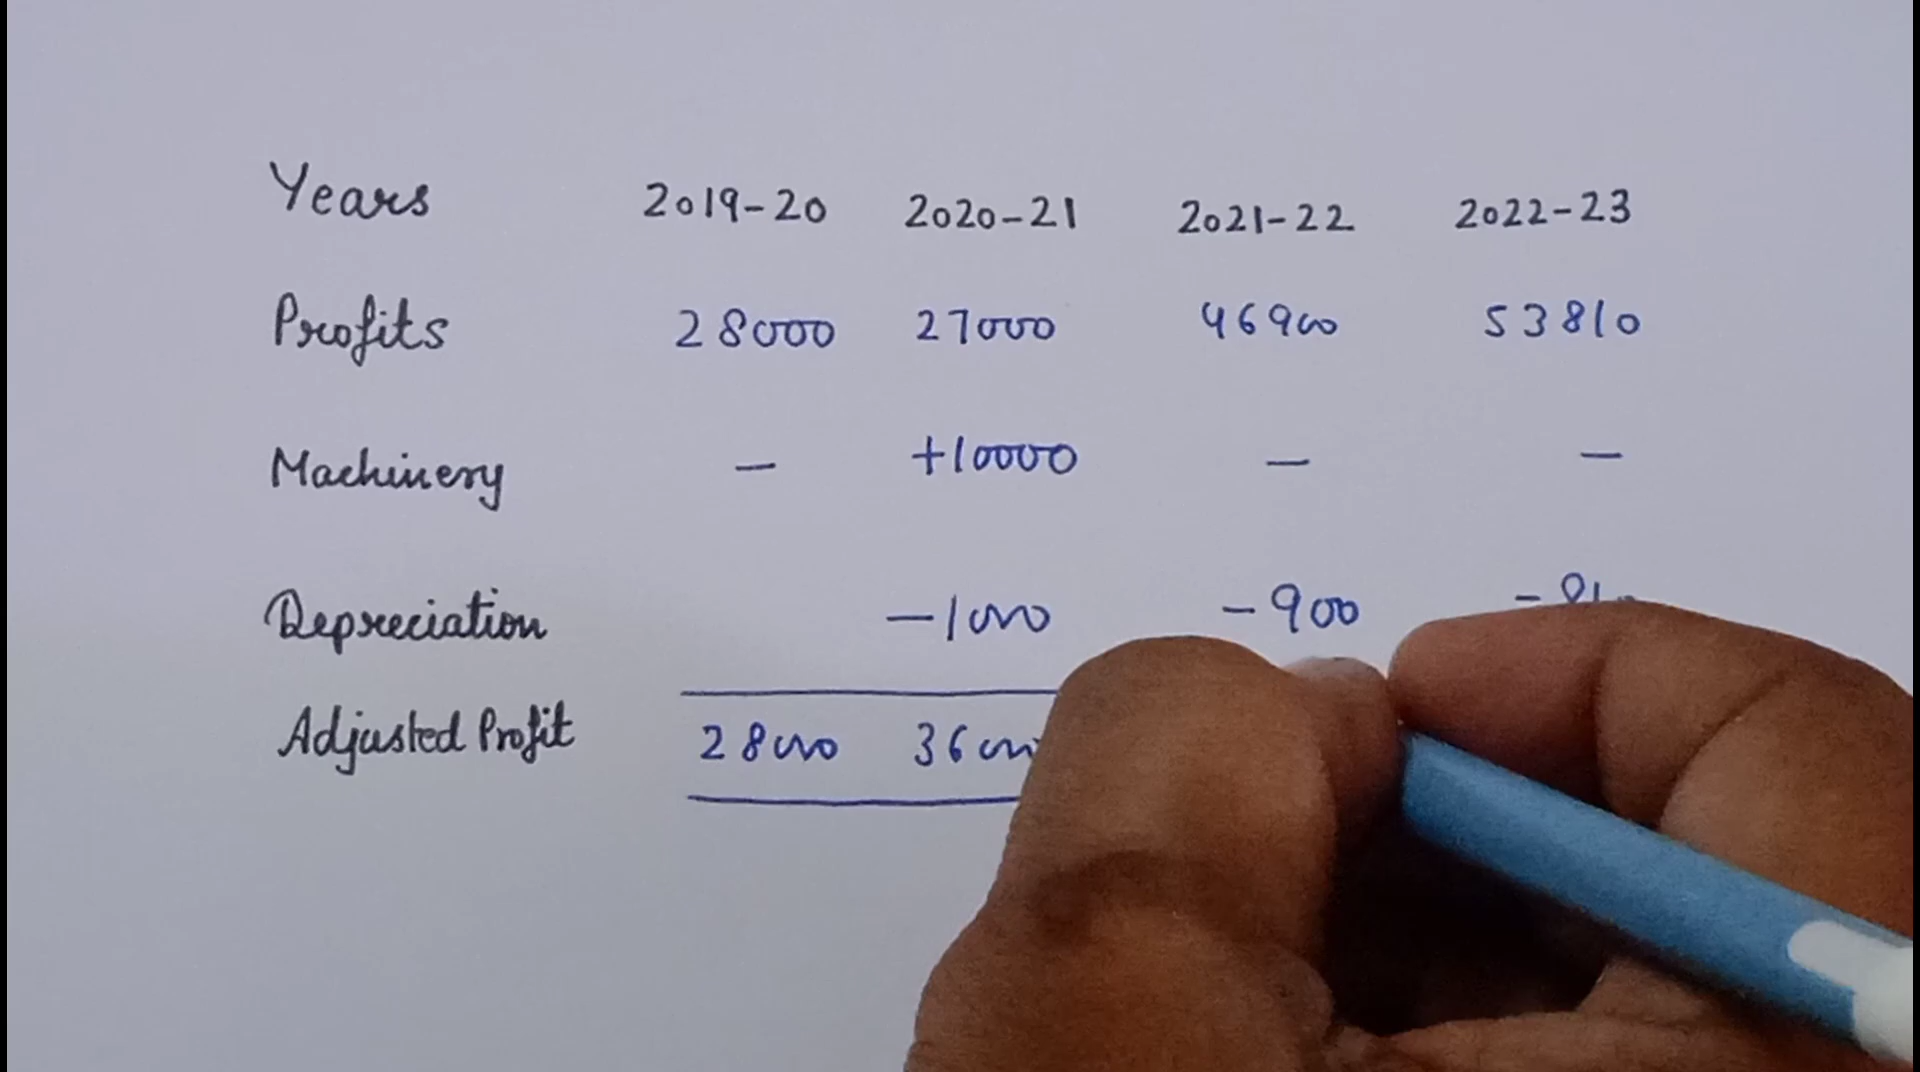 Years 2019-20 2020-21 2021-22 2022-23
Profits 28000 27000 46900 53810
Machinery - +10000 - -
Depreciation -1000 -900
Adjusted Profit 28000